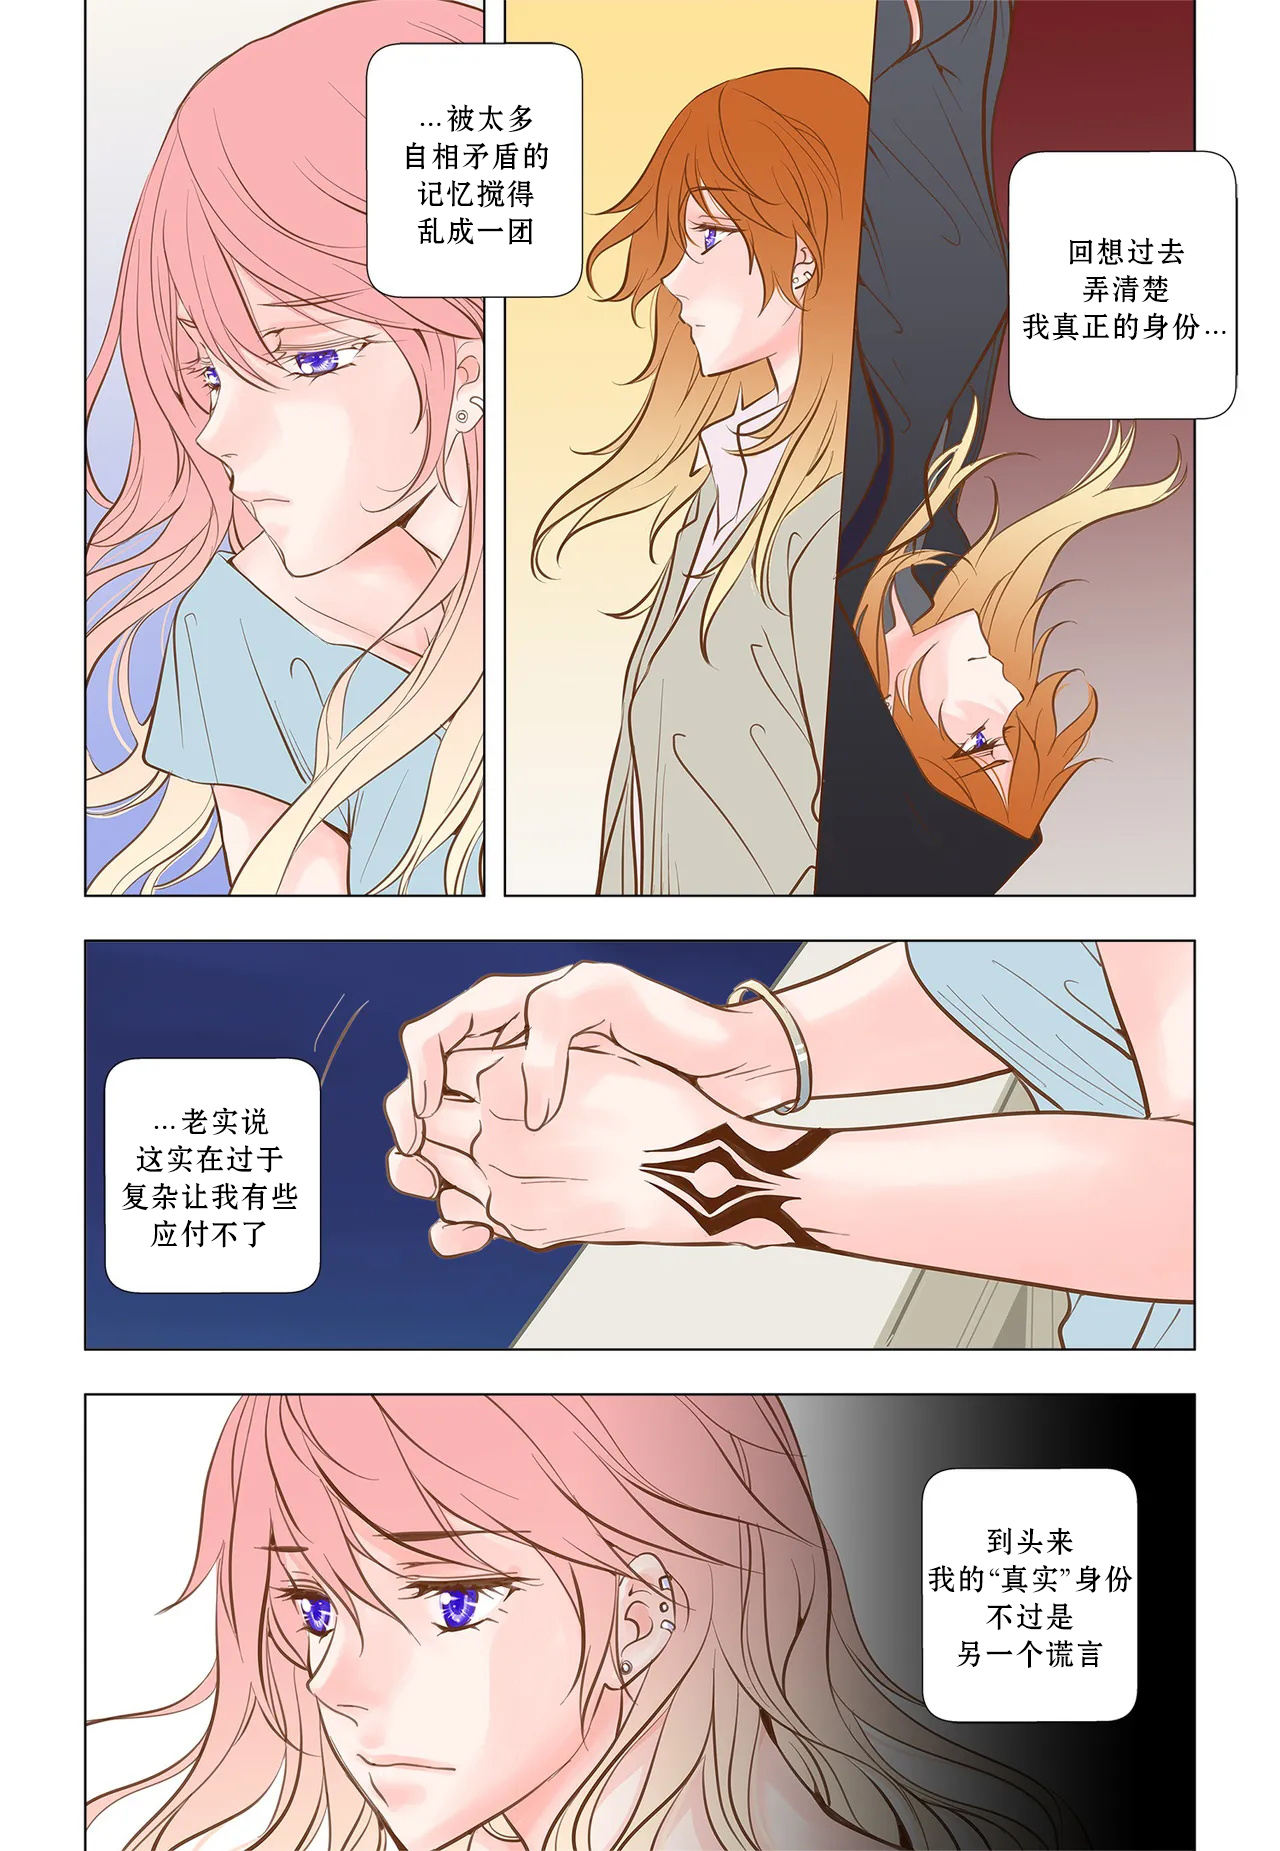 …被太多
自相矛盾的
记忆搅得
乱成一团
回想过去
弄清楚
我真正的身份…
…老实说
这实在过于
复杂让我有些
应付不了
到头来
我的“真实”身份
不过是
另一个谎言